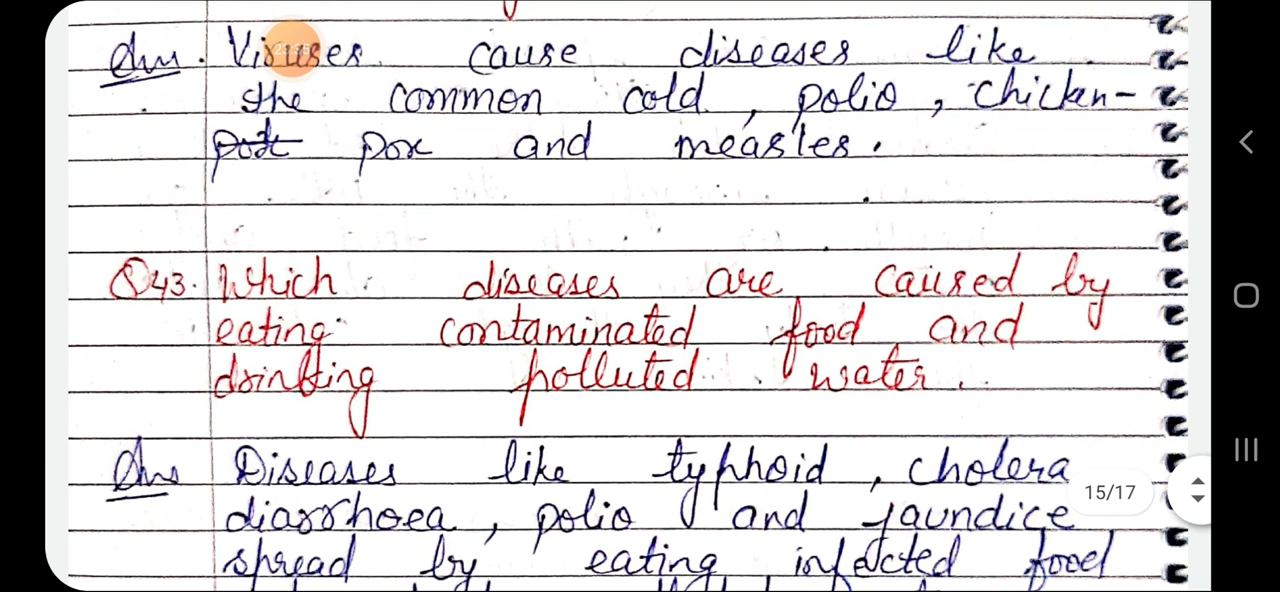 Ans. Viruses cause diseases like
the common cold, polio, chicken-
post pox and measles.
Q43. Which diseases are caused by
eating contaminated food and
drinking polluted water.
Ans Diseases like typhoid, cholera
diarrhoea, polio and jaundice
spread by eating infected food
15/17